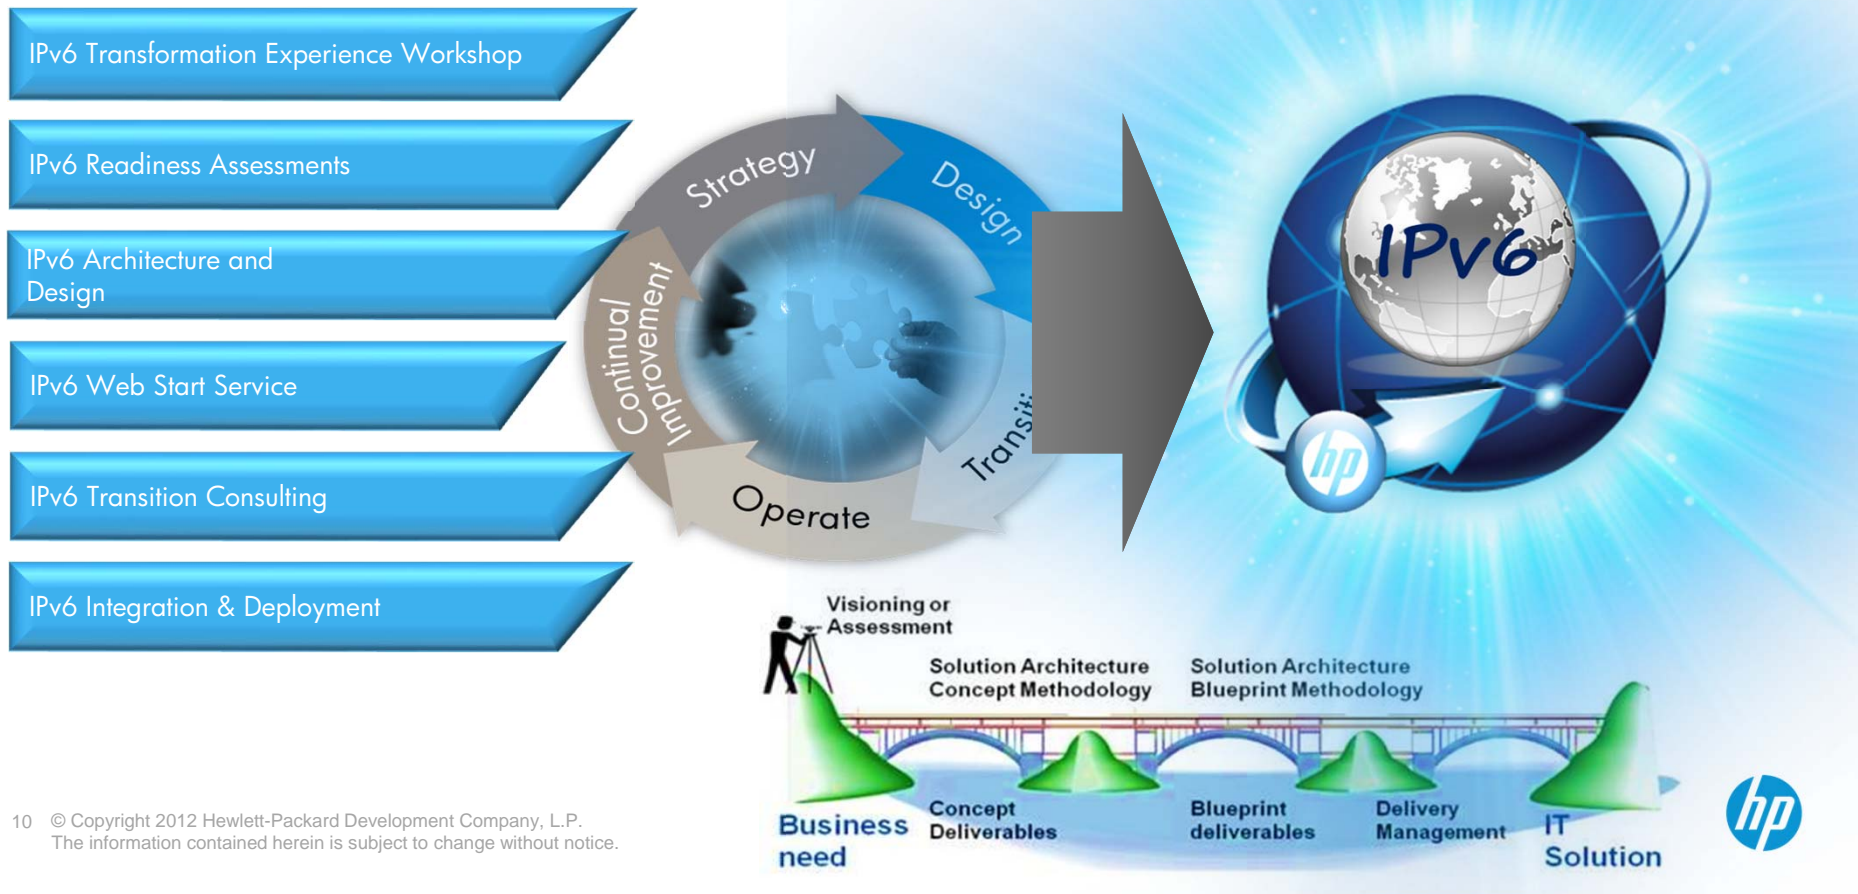 IPv6 Transformation Experience Workshop
IPv6 Readiness Assessments
IPv6 Architecture and
Design
IPv6 Web Start Service
IPv6 Transition Consulting
IPv6 Integration & Deployment
Strategy
Design
Transiti
Operate
Continual
Improvement
IPv6
hp
Visioning or
Assessment
Solution Architecture
Concept Methodology
Solution Architecture
Blueprint Methodology
Business
need
Concept
Deliverables
Blueprint
deliverables
Delivery
Management
IT
Solution
hp
10 © Copyright 2012 Hewlett-Packard Development Company, L.P.
The information contained herein is subject to change without notice.